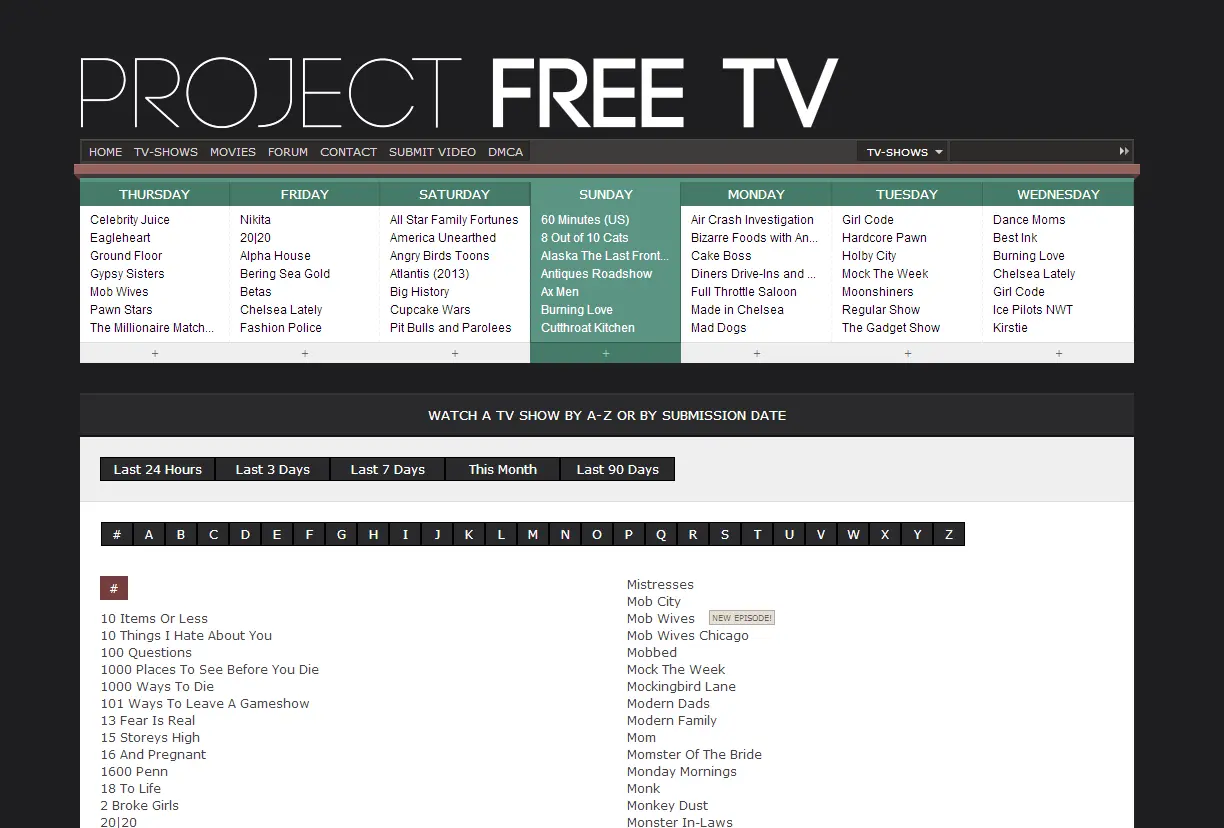 PROJECT FREE TV
HOME TV-SHOWS MOVIES FORUM CONTACT SUBMIT VIDEO DMCA TV-SHOWS
THURSDAY FRIDAY SATURDAY SUNDAY MONDAY TUESDAY WEDNESDAY
Celebrity Juice Nikita All Star Family Fortunes 60 Minutes (US) Air Crash Investigation Girl Code Dance Moms
Eagleheart 20|20 America Unearthed 8 Out of 10 Cats Bizarre Foods with An... Hardcore Pawn Best Ink
Ground Floor Alpha House Angry Birds Toons Alaska The Last Front... Cake Boss Holby City Burning Love
Gypsy Sisters Bering Sea Gold Atlantis (2013) Antiques Roadshow Diners Drive-Ins and ... Mock The Week Chelsea Lately
Mob Wives Betas Big History Ax Men Full Throttle Saloon Moonshiners Girl Code
Pawn Stars Chelsea Lately Cupcake Wars Burning Love Made in Chelsea Regular Show Ice Pilots NWT
The Millionaire Match... Fashion Police Pit Bulls and Parolees Cutthroat Kitchen Mad Dogs The Gadget Show Kirstie
+ + + + + + +
WATCH A TV SHOW BY A-Z OR BY SUBMISSION DATE
Last 24 Hours Last 3 Days Last 7 Days This Month Last 90 Days
# A B C D E F G H I J K L M N O P Q R S T U V W X Y Z
#
10 Items Or Less
10 Things I Hate About You
100 Questions
1000 Places To See Before You Die
1000 Ways To Die
101 Ways To Leave A Gameshow
13 Fear Is Real
15 Storeys High
16 And Pregnant
1600 Penn
18 To Life
2 Broke Girls
20|20
Mistresses
Mob City
Mob Wives NEW EPISODE!
Mob Wives Chicago
Mobbed
Mock The Week
Mockingbird Lane
Modern Dads
Modern Family
Mom
Momster Of The Bride
Monday Mornings
Monk
Monkey Dust
Monster In-Laws